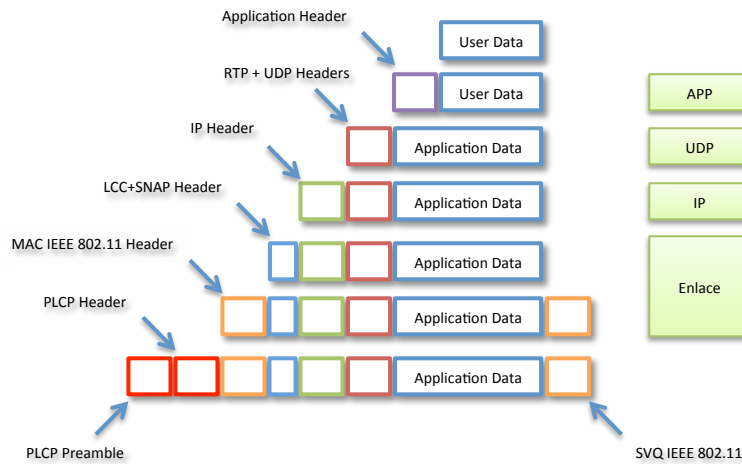 Application Header
User Data
RTP + UDP Headers
User Data
APP
IP Header
Application Data
UDP
LCC+SNAP Header
Application Data
IP
MAC IEEE 802.11 Header
Application Data
Enlace
PLCP Header
Application Data
Application Data
PLCP Preamble
SVQ IEEE 802.11